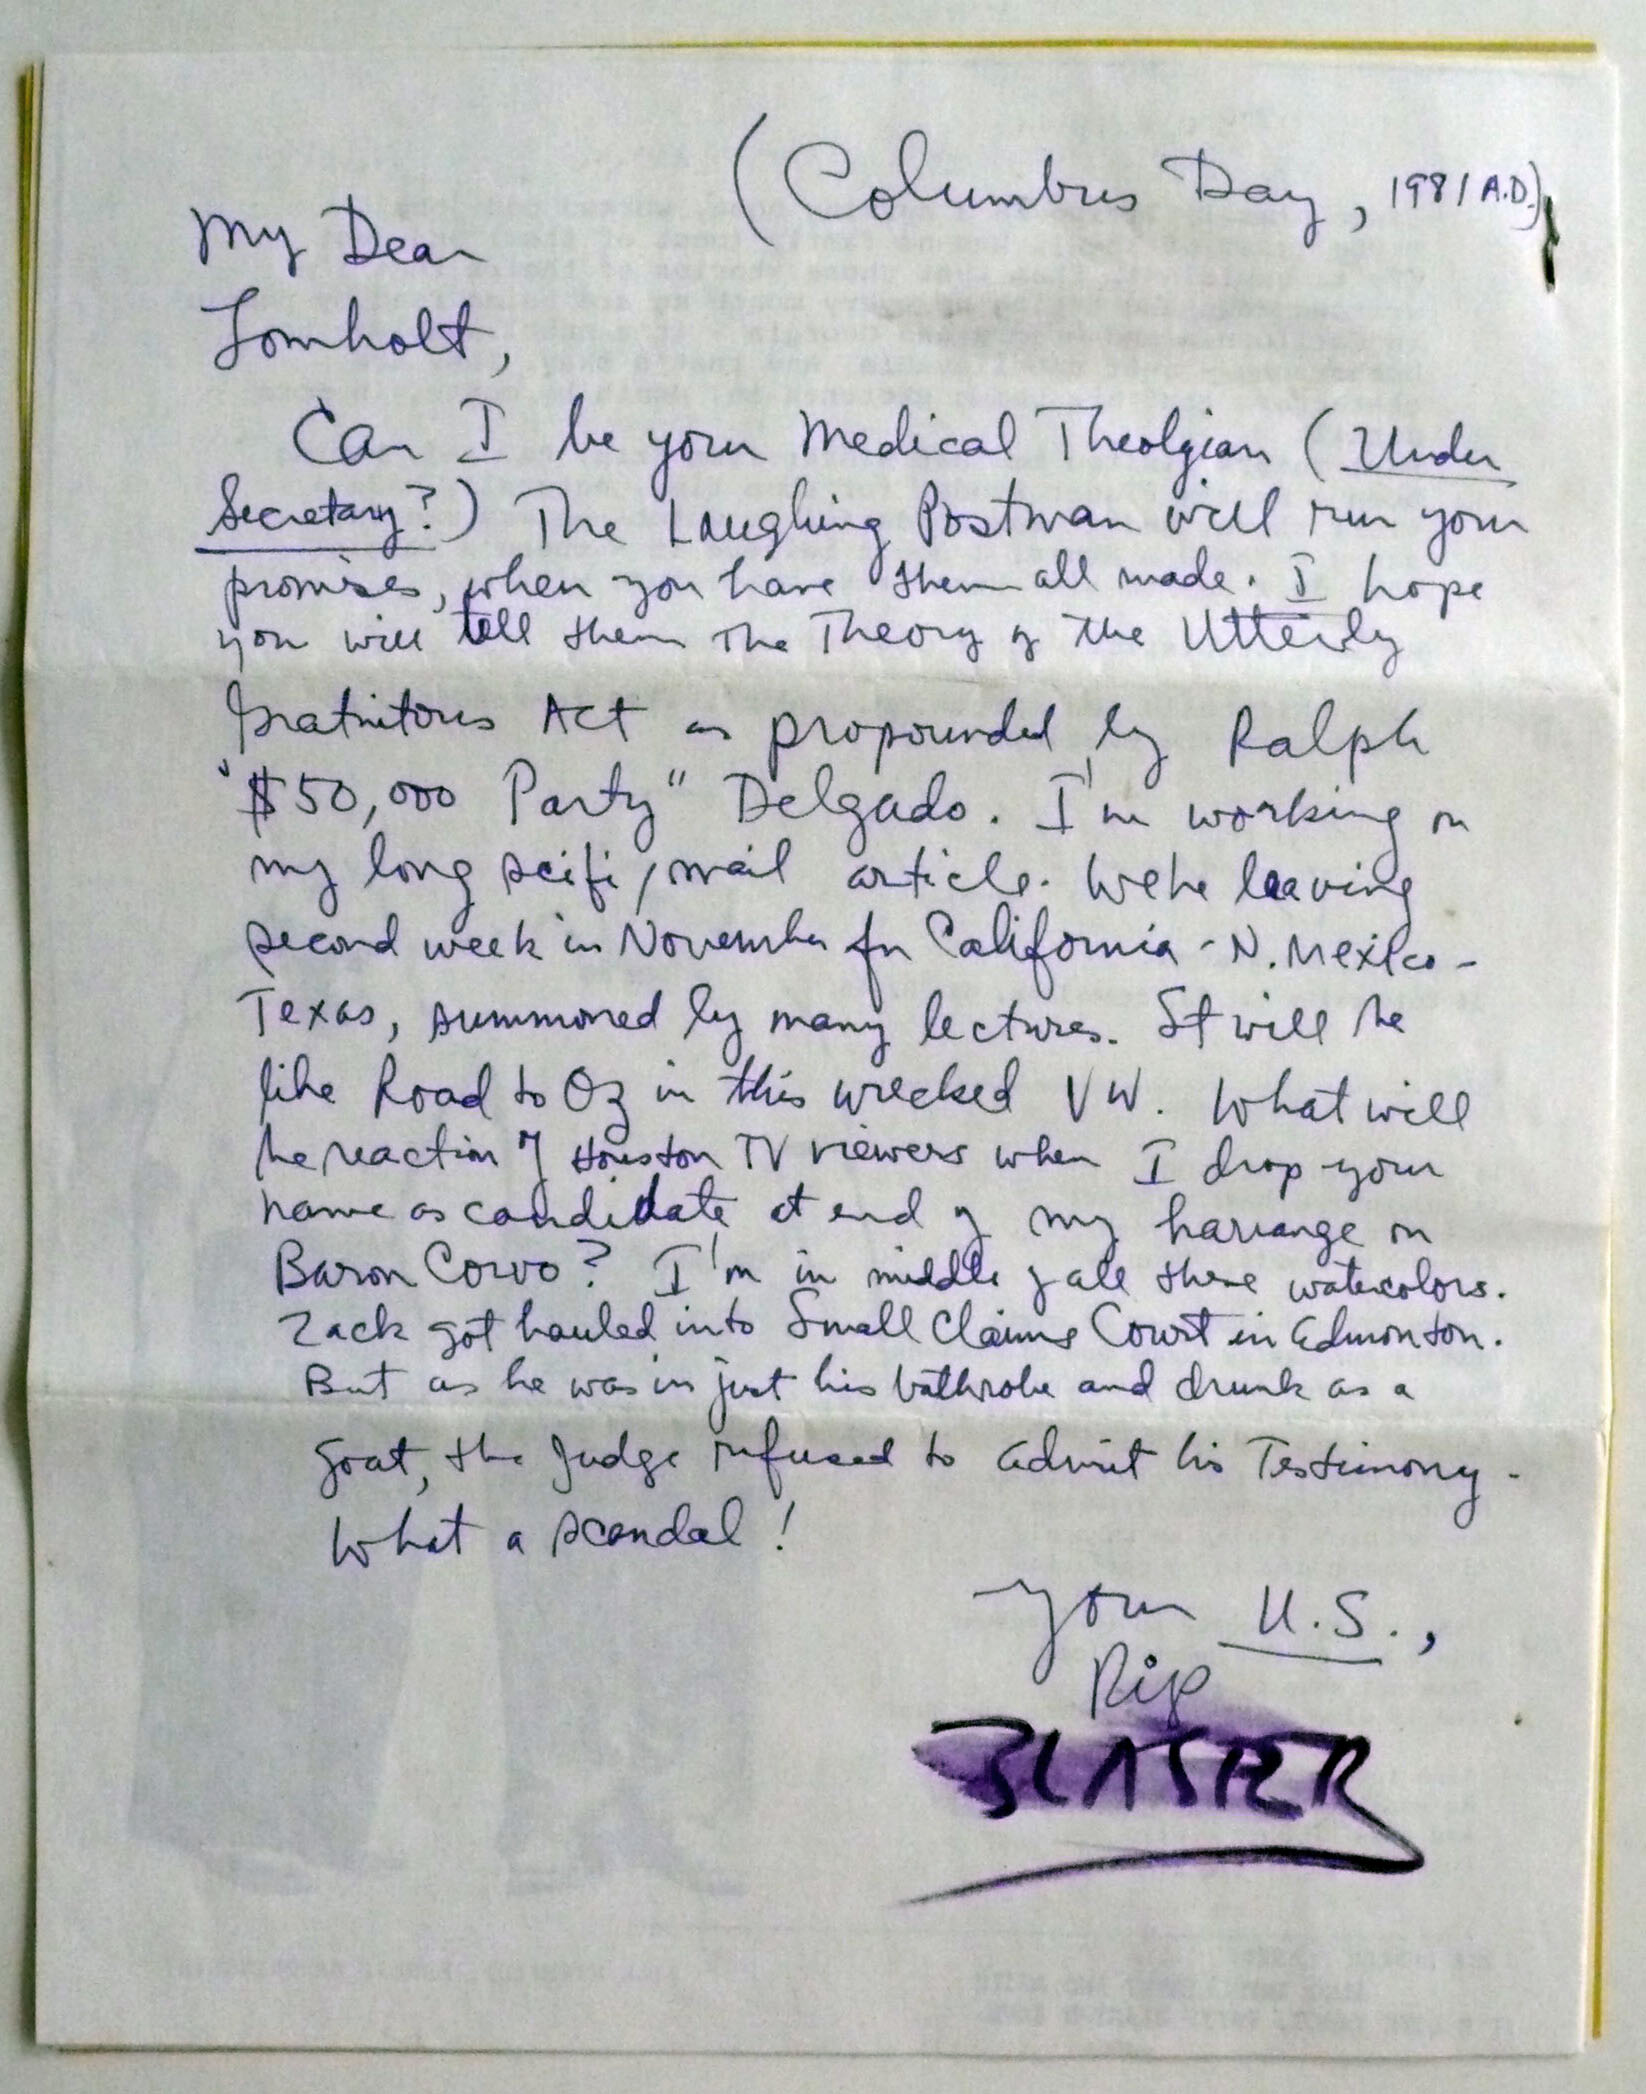 (Columbus Day, 1981 A.D.)
My Dear
Lomholt,
Can I be your Medical Theolgian (Under
Secretary?) The Laughing Postman will run your
promises, when you have them all made. I hope
you will tell them The Theory of the Utterly
Gratuitous Act as propounded by Ralph
"$50,000 Party" Delgado. I'm working on
my long scifi/mail article. We're leaving
second week in November for California - N. Mexico -
Texas, summoned by many lectures. It will be
like Road to Oz in this wrecked VW. What will
be reaction of Houston TV viewers when I drop your
name as candidate at end of my harrange on
Baron Corvo? I'm in middle of all these watercolors.
Zack got hauled into Small Claims Court in Edmonton.
But as he was in just his bathrobe and drunk as a
goat, the Judge refused to admit his Testimony.
What a scandal!
Your U.S.,
Rip
BLASTER